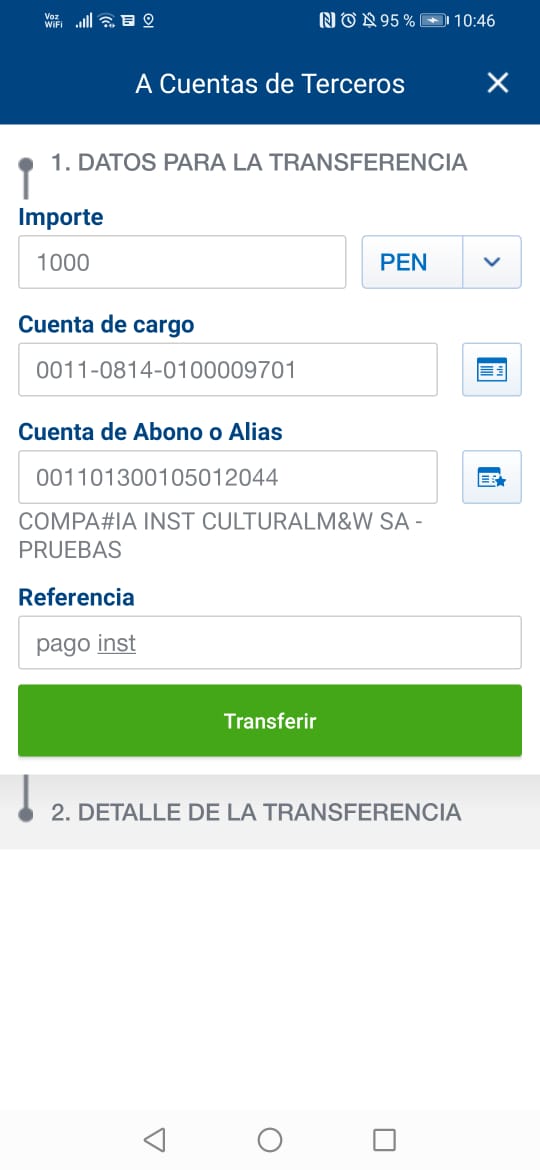 Voz
WiFi
95 %
10:46
A Cuentas de Terceros
1. DATOS PARA LA TRANSFERENCIA
Importe
1000
PEN
Cuenta de cargo
0011-0814-0100009701
Cuenta de Abono o Alias
001101300105012044
COMPA#IA INST CULTURALM&W SA -
PRUEBAS
Referencia
pago inst
Transferir
2. DETALLE DE LA TRANSFERENCIA